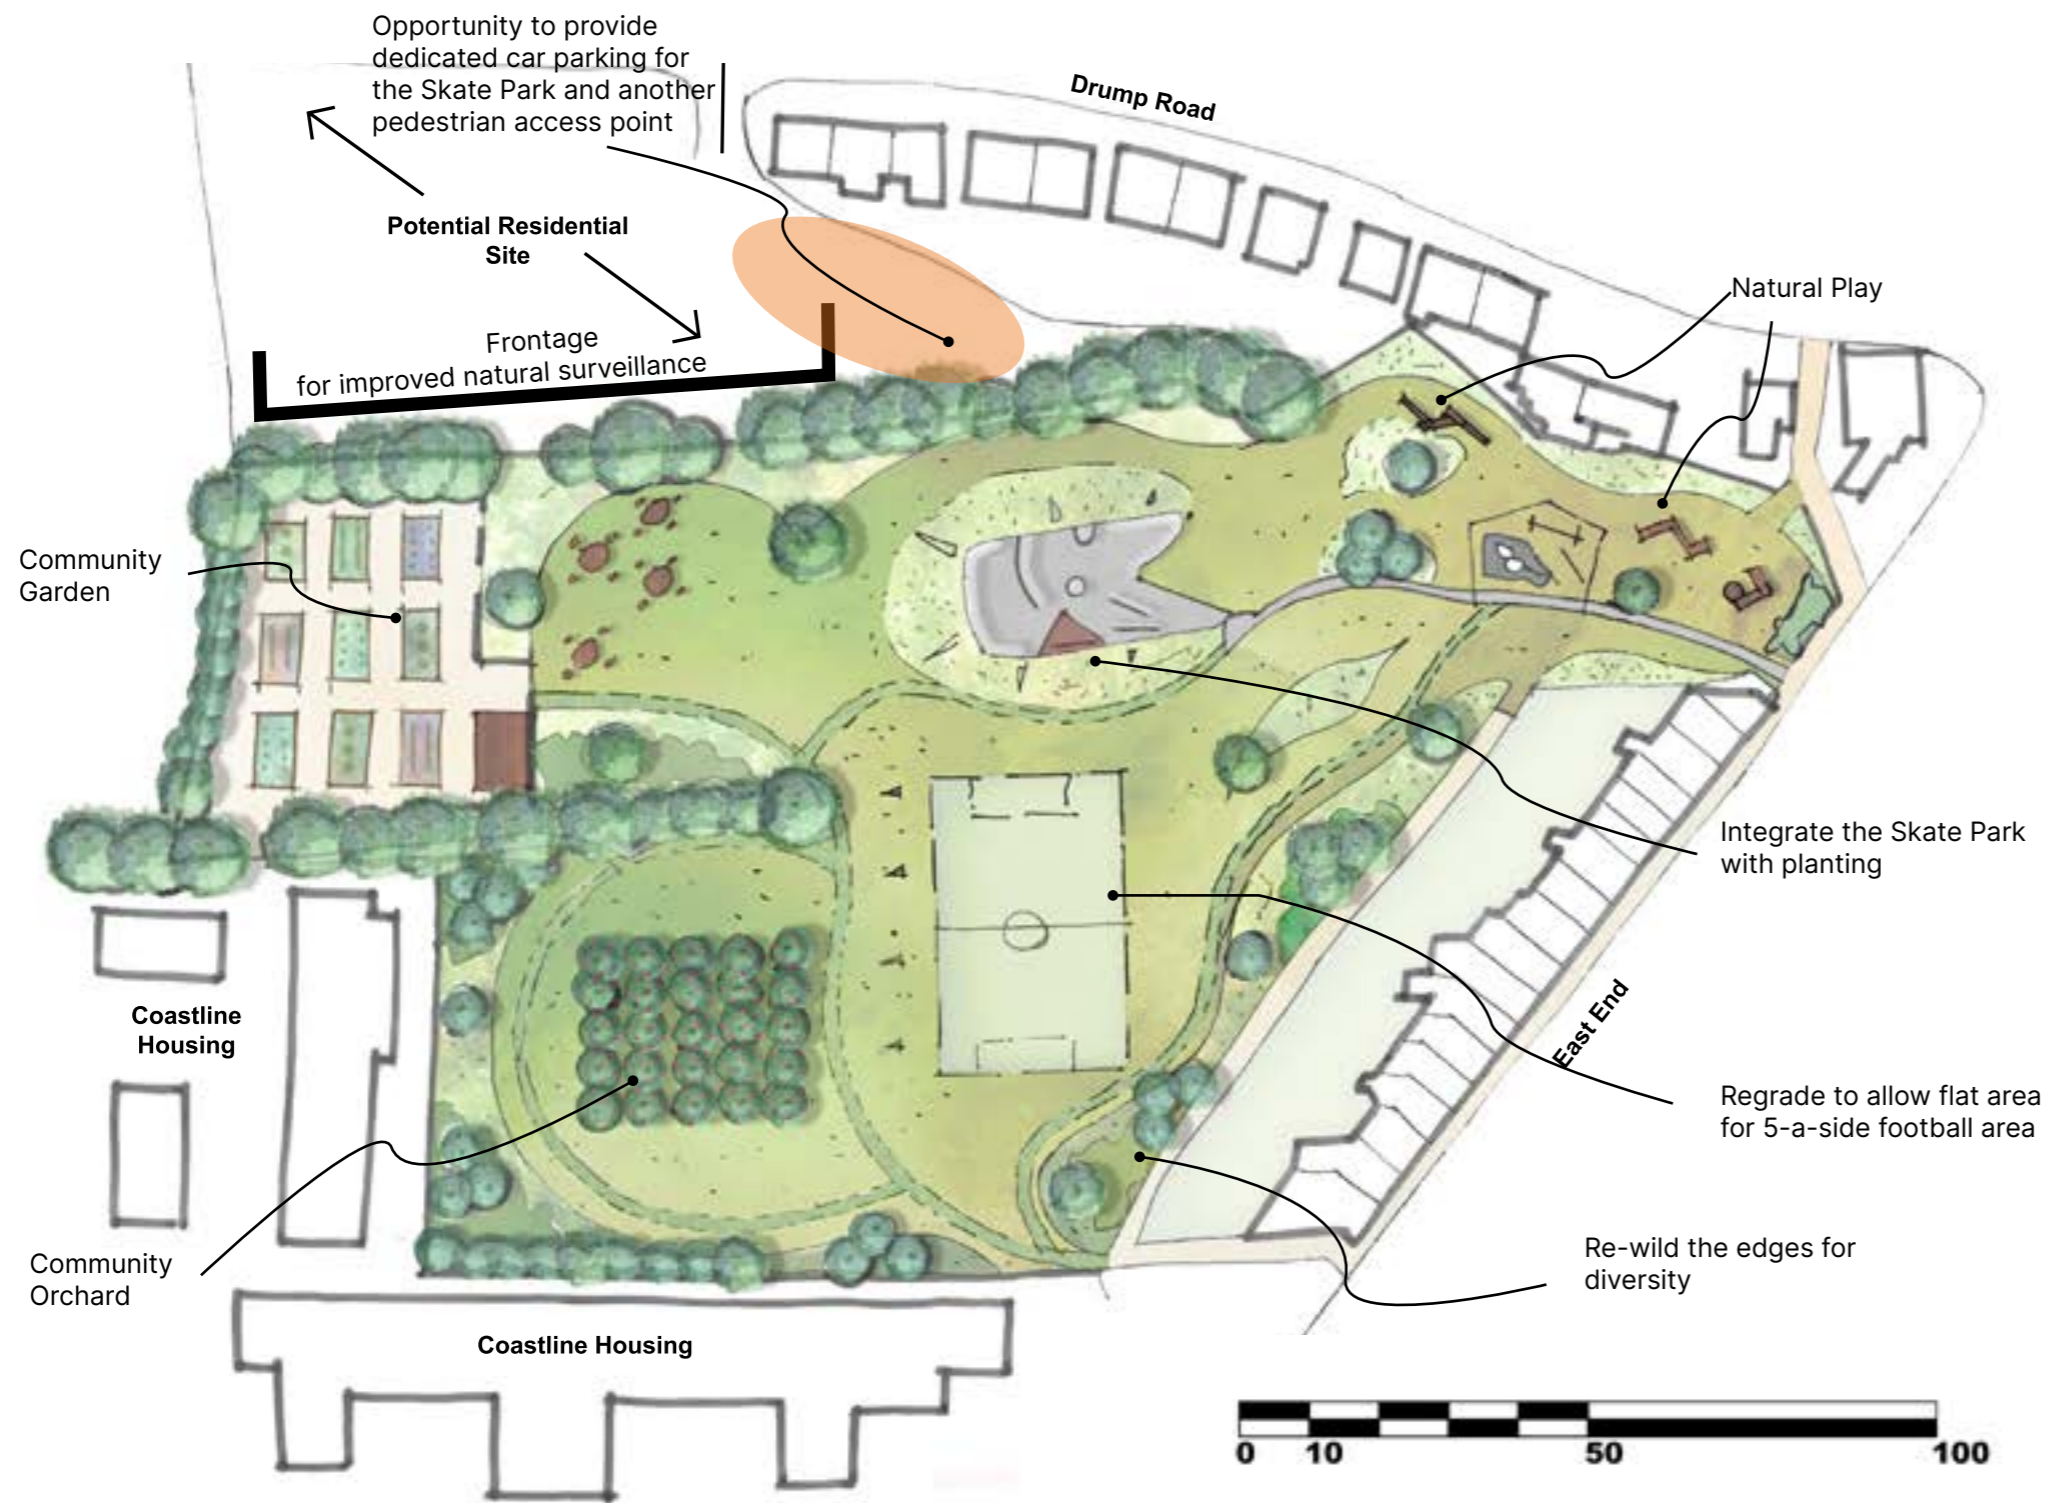 Opportunity to provide
dedicated car parking for
the Skate Park and another
pedestrian access point
Drump Road
Potential Residential
Site
Natural Play
Frontage
for improved natural surveillance
Community
Garden
Integrate the Skate Park
with planting
Coastline
Housing
East End
Regrade to allow flat area
for 5-a-side football area
Community
Orchard
Re-wild the edges for
diversity
Coastline Housing
0 10 50 100